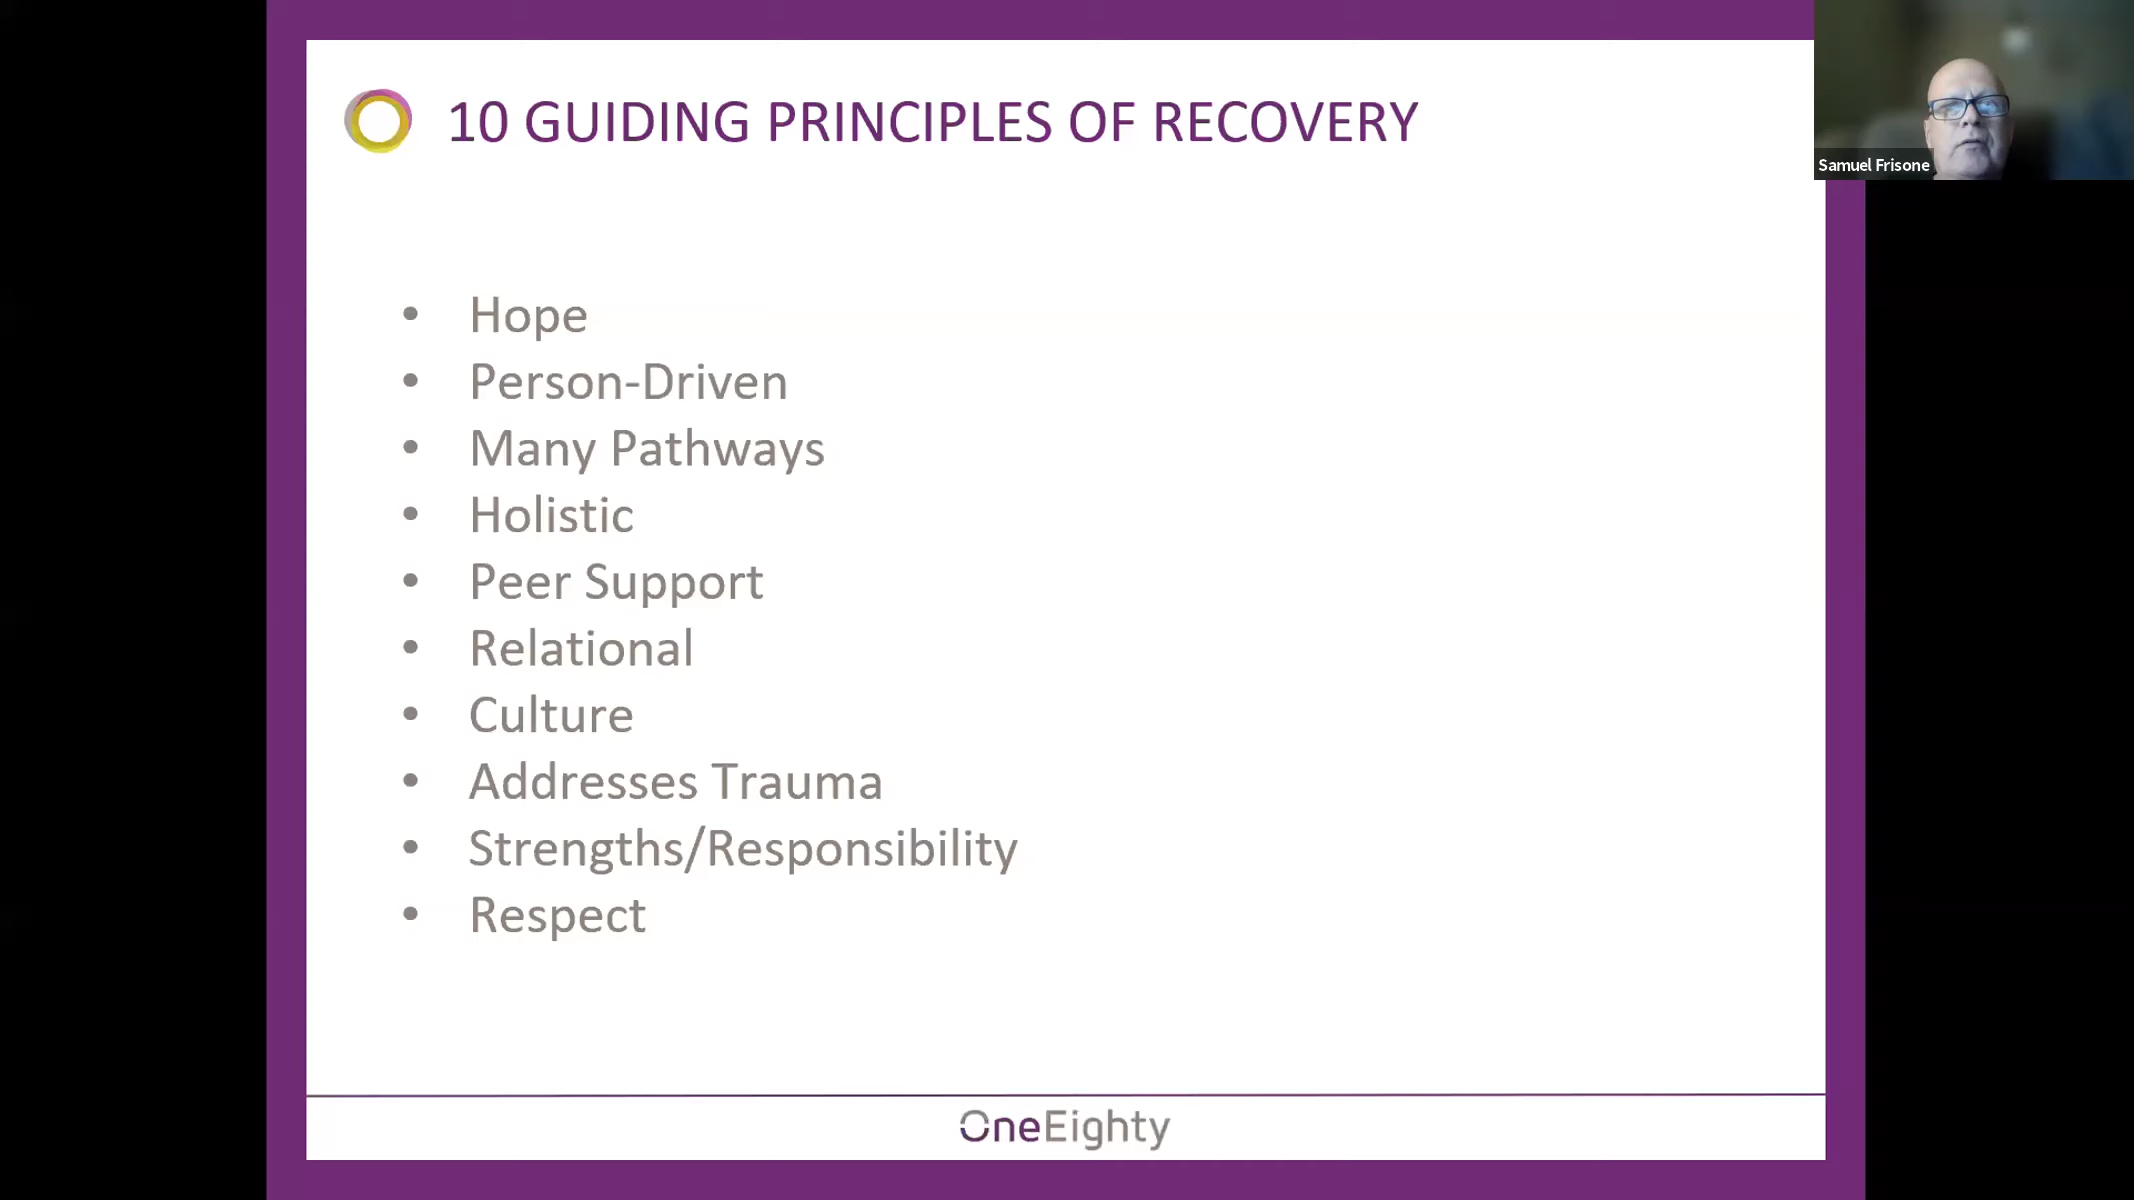 10 GUIDING PRINCIPLES OF RECOVERY
Samuel Frisone
• Hope
• Person-Driven
• Many Pathways
• Holistic
• Peer Support
• Relational
• Culture
• Addresses Trauma
• Strengths/Responsibility
• Respect
OneEighty